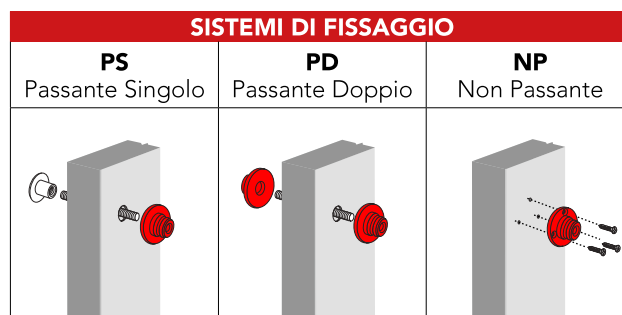 SISTEMI DI FISSAGGIO
PS
Passante Singolo
PD
Passante Doppio
NP
Non Passante